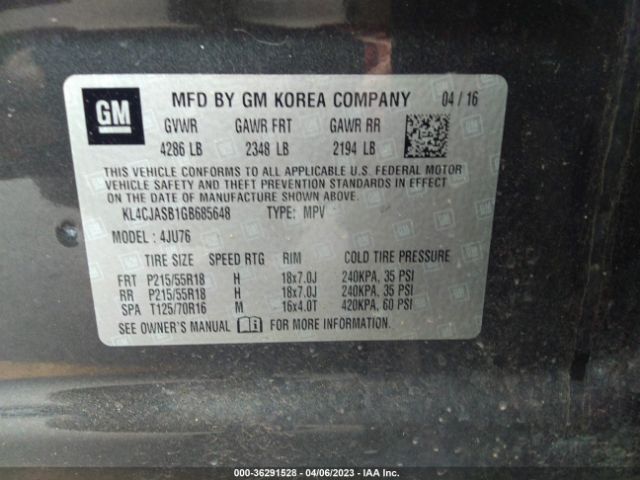 GM
MFD BY GM KOREA COMPANY 04 / 16
GVWR GAWR FRT GAWR RR
4286 LB 2348 LB 2194 LB
THIS VEHICLE CONFORMS TO ALL APPLICABLE U.S. FEDERAL MOTOR
VEHICLE SAFETY AND THEFT PREVENTION STANDARDS IN EFFECT
ON THE DATE OF MANUFACTURE SHOWN ABOVE.
KL4CJASB1GB685648 TYPE: MPV
MODEL : 4JU76
TIRE SIZE SPEED RTG RIM COLD TIRE PRESSURE
FRT P215/55R18 H 18x7.0J 240KPA, 35 PSI
RR P215/55R18 H 18x7.0J 240KPA, 35 PSI
SPA T125/70R16 M 16x4.0T 420KPA, 60 PSI
SEE OWNER'S MANUAL FOR MORE INFORMATION.
000-36291528 - 04/06/2023 - IAA Inc.